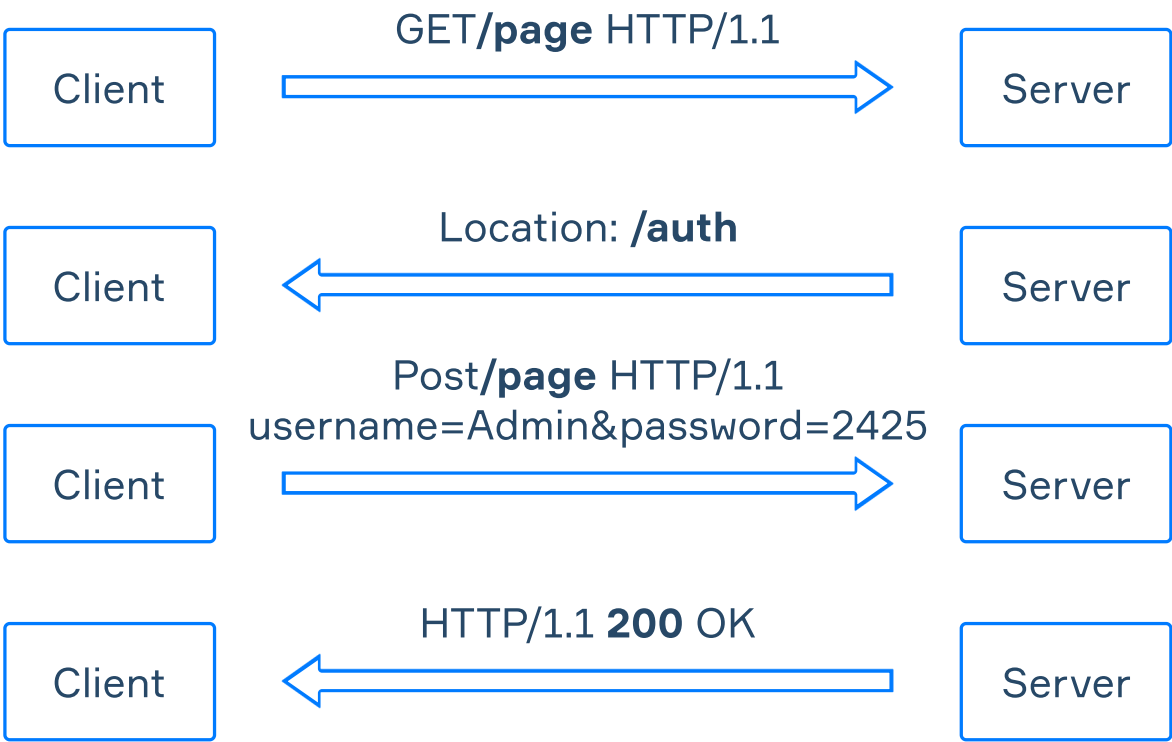 GET/page HTTP/1.1
Client
Server
Location: /auth
Client
Server
Post/page HTTP/1.1
username=Admin&password=2425
Client
Server
HTTP/1.1 200 OK
Client
Server